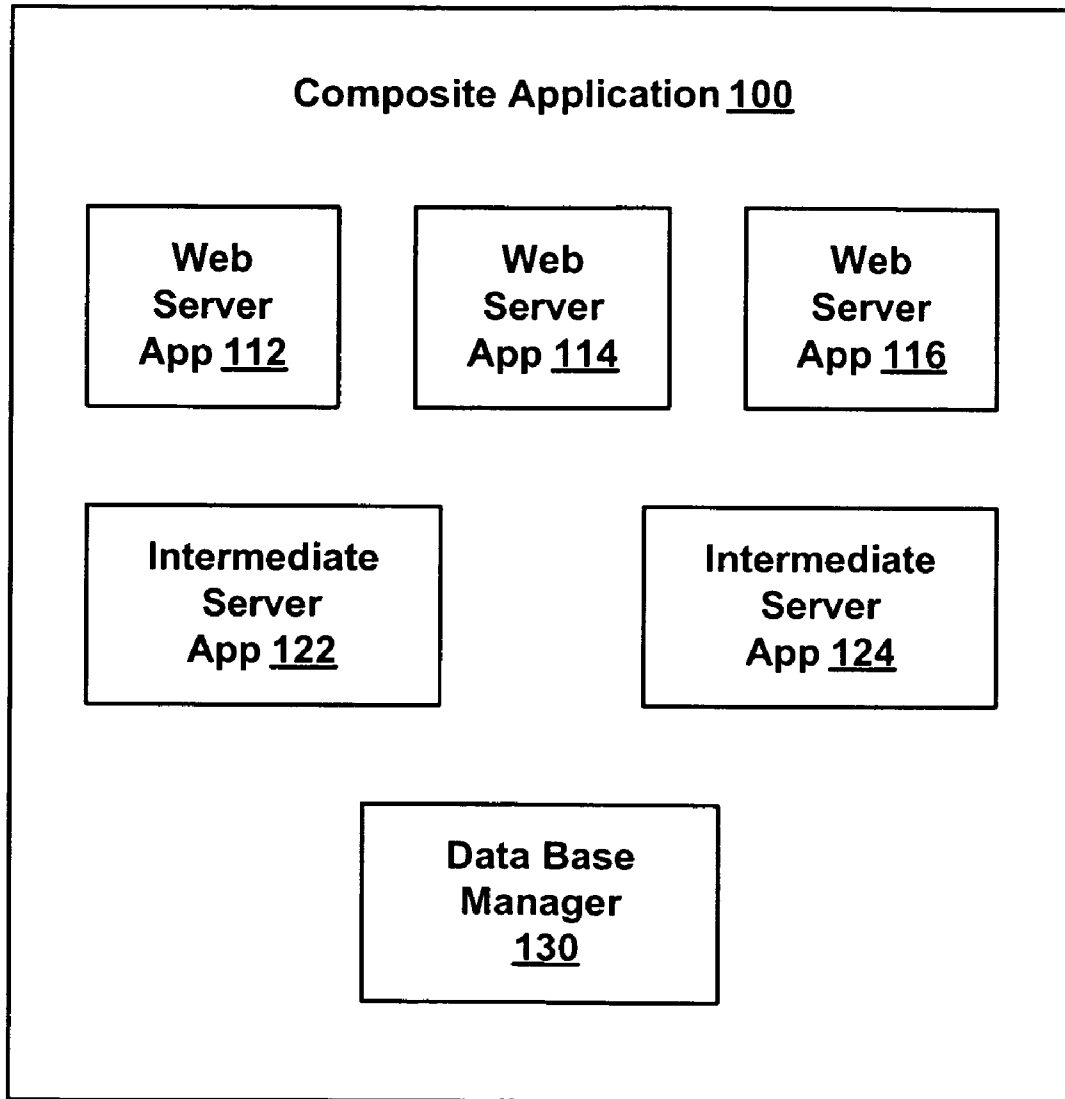 Composite Application 100
Web
Server
App 112
Web
Server
App 114
Web
Server
App 116
Intermediate
Server
App 122
Intermediate
Server
App 124
Data Base
Manager
130